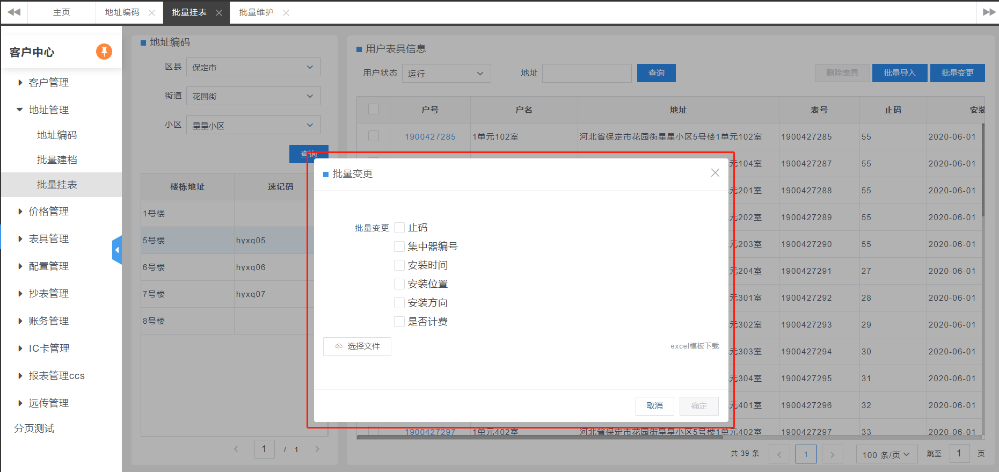 主页
地址编码
批量挂表
批量维护
客户中心
客户管理
地址管理
地址编码
批量建档
批量挂表
价格管理
表具管理
配置管理
抄表管理
账务管理
IC卡管理
报表管理ccs
远传管理
分页测试
地址编码
区县 保定市
街道 花园街
小区 星星小区
查询
楼栋地址 速记码
1号楼
5号楼 hyxq05
6号楼 hyxq06
7号楼 hyxq07
8号楼
1 / 1
用户表具信息
用户状态 运行 地址 查询 删除表具 批量导入 批量变更
户号 户名 地址 表号 止码 安装
1900427285 1单元102室 河北省保定市花园街星星小区5号楼1单元102室 1900427285 55 2020-06-01
元104室 1900427287 55 2020-06-01
元201室 1900427288 55 2020-06-01
元202室 1900427289 55 2020-06-01
元203室 1900427290 55 2020-06-01
元204室 1900427291 27 2020-06-01
元301室 1900427292 28 2020-06-01
元302室 1900427293 29 2020-06-01
元303室 1900427294 30 2020-06-01
元304室 1900427295 31 2020-06-01
元401室 1900427296 32 2020-06-01
1900427297 1单元402室 河北省保定市花园街星星小区5号楼1单元402室 1900427297 33 2020-06-01
共 39 条 1 100 条/页 跳至 1 页
批量变更
批量变更 止码
集中器编号
安装时间
安装位置
安装方向
是否计费
选择文件 excel模板下载
取消 确定